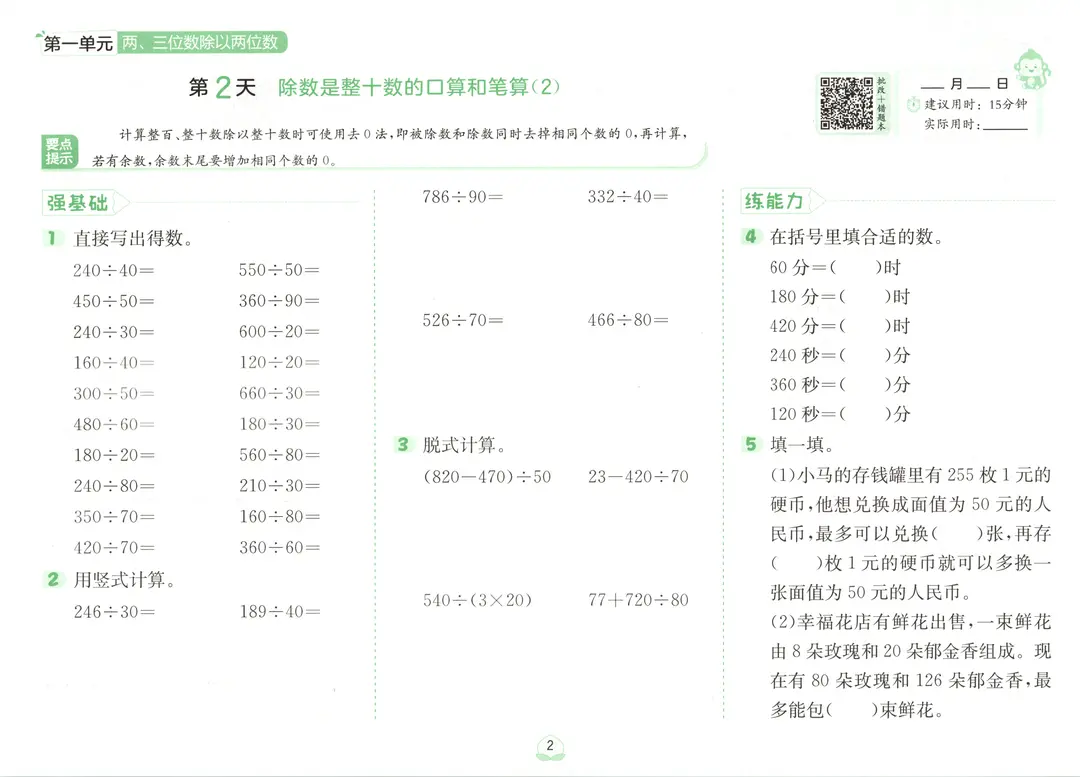 第一单元 两、三位数除以两位数
第2天 除数是整十数的口算和笔算(2)
批改+错题本
___月___日
建议用时：15分钟
实际用时：______
要点提示
计算整百、整十数除以整十数时可使用去0法,即被除数和除数同时去掉相同个数的0,再计算,
若有余数,余数末尾要增加相同个数的0。
强基础
1 直接写出得数。
240÷40= 550÷50=
450÷50= 360÷90=
240÷30= 600÷20=
160÷40= 120÷20=
300÷50= 660÷30=
480÷60= 180÷30=
180÷20= 560÷80=
240÷80= 210÷30=
350÷70= 160÷80=
420÷70= 360÷60=
2 用竖式计算。
246÷30= 189÷40=
786÷90= 332÷40=
526÷70= 466÷80=
3 脱式计算。
(820-470)÷50 23-420÷70
540÷(3×20) 77+720÷80
练能力
4 在括号里填合适的数。
60分=( )时
180分=( )时
420分=( )时
240秒=( )分
360秒=( )分
120秒=( )分
5 填一填。
(1)小马的存钱罐里有255枚1元的
硬币,他想兑换成面值为50元的人
民币,最多可以兑换( )张,再存
( )枚1元的硬币就可以多换一
张面值为50元的人民币。
(2)幸福花店有鲜花出售,一束鲜花
由8朵玫瑰和20朵郁金香组成。现
在有80朵玫瑰和126朵郁金香,最
多能包( )束鲜花。
2